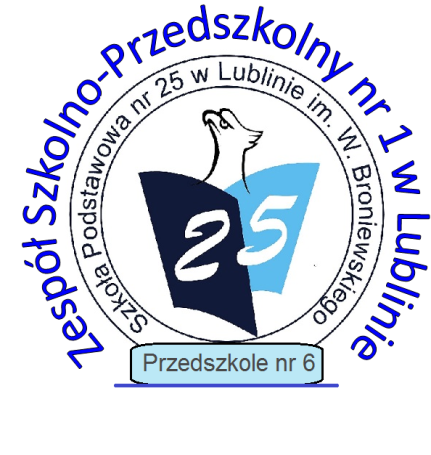 Zespół Szkolno-Przedszkolny nr 1 w Lublinie
Szkoła Podstawowa nr 25 w Lublinie im. W. Broniewskiego
25
Przedszkole nr 6